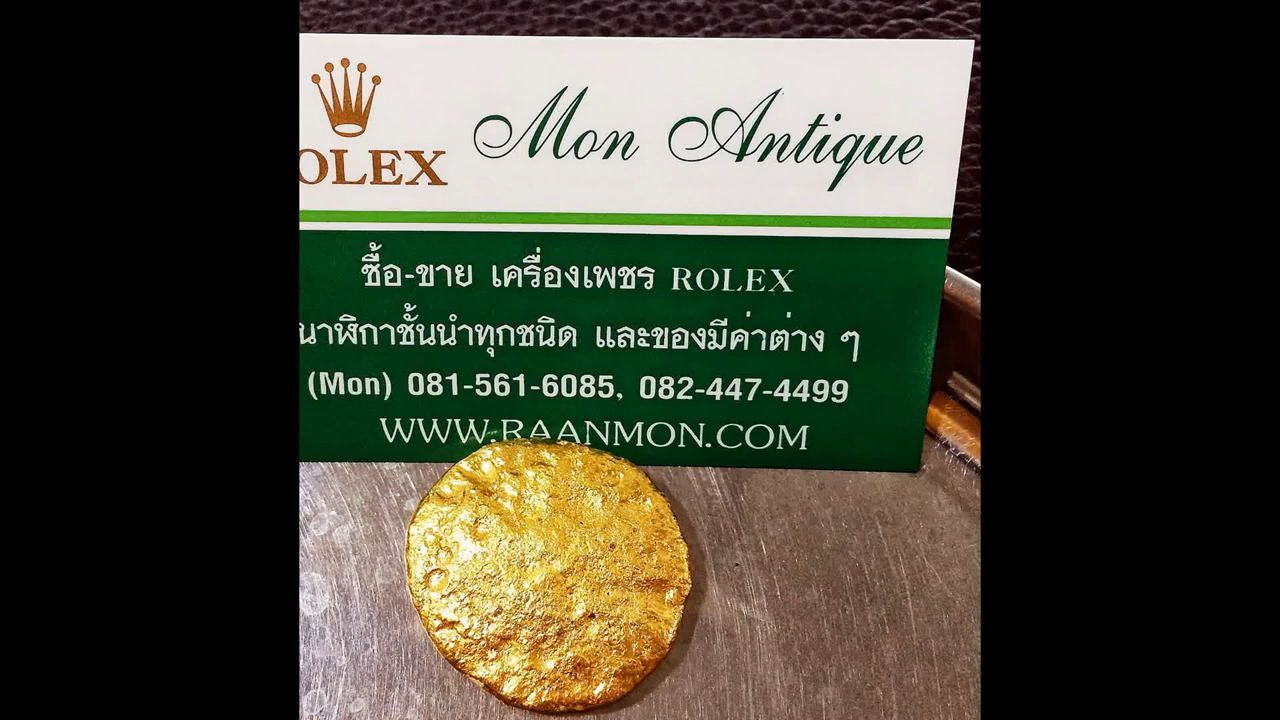 OLEX
Mon Antique
ซื้อ-ขาย เครื่องเพชร ROLEX
นาฬิกาชั้นนำทุกชนิด และของมีค่าต่าง ๆ
(Mon) 081-561-6085, 082-447-4499
WWW.RAANMON.COM